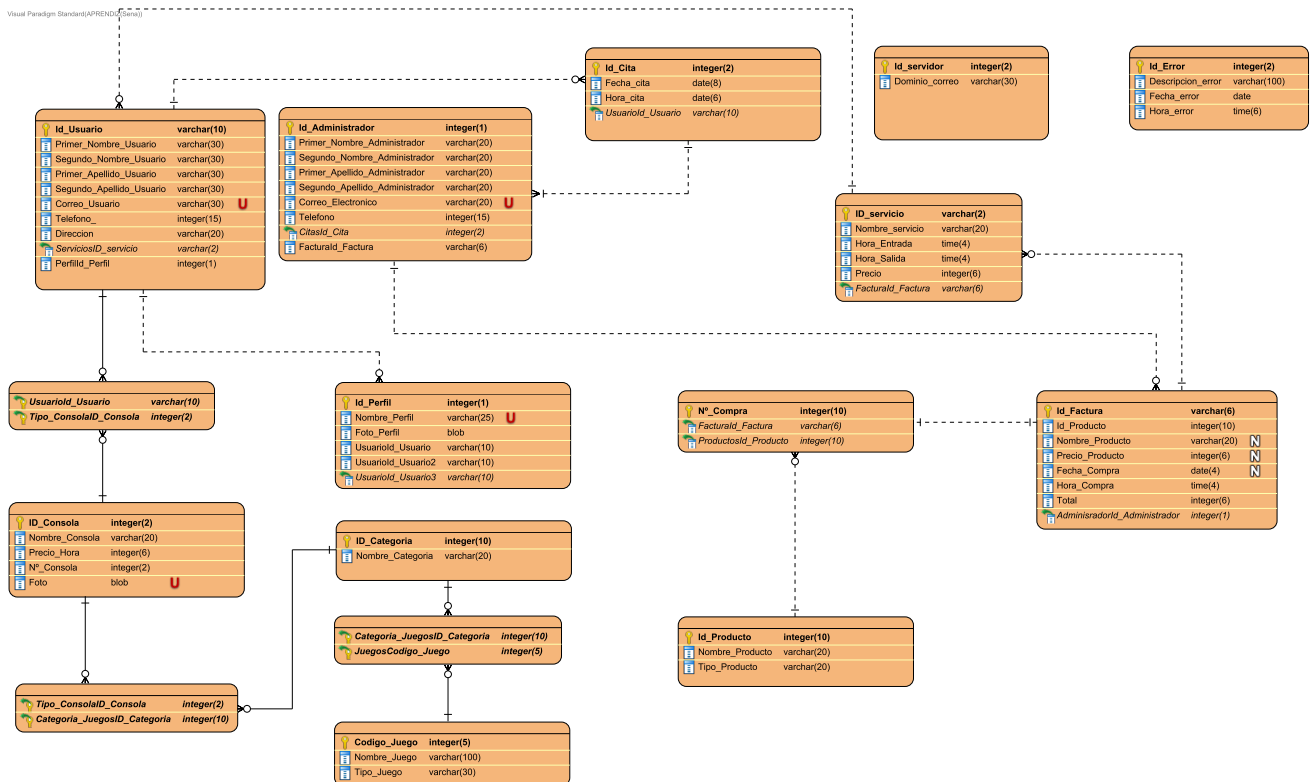 Visual Paradigm Standard(APRENDIZ(Sena))
Id_Usuario varchar(10)
Primer_Nombre_Usuario varchar(30)
Segundo_Nombre_Usuario varchar(30)
Primer_Apellido_Usuario varchar(30)
Segundo_Apellido_Usuario varchar(30)
Correo_Usuario varchar(30) U
Telefono_ integer(15)
Direccion varchar(20)
ServiciosID_servicio varchar(2)
PerfilId_Perfil integer(1)
Id_Administrador integer(1)
Primer_Nombre_Administrador varchar(20)
Segundo_Nombre_Administrador varchar(20)
Primer_Apellido_Administrador varchar(20)
Segundo_Apellido_Administrador varchar(20)
Correo_Electronico varchar(20) U
Telefono integer(15)
CitasId_Cita integer(2)
FacturaId_Factura varchar(6)
Id_Cita integer(2)
Fecha_cita date(8)
Hora_cita date(6)
UsuarioId_Usuario varchar(10)
Id_servidor integer(2)
Dominio_correo varchar(30)
Id_Error integer(2)
Descripcion_error varchar(100)
Fecha_error date
Hora_error time(6)
ID_servicio varchar(2)
Nombre_servicio varchar(20)
Hora_Entrada time(4)
Hora_Salida time(4)
Precio integer(6)
FacturaId_Factura varchar(6)
UsuarioId_Usuario varchar(10)
Tipo_ConsolaID_Consola integer(2)
Id_Perfil integer(1)
Nombre_Perfil varchar(25) U
Foto_Perfil blob
UsuarioId_Usuario varchar(10)
UsuarioId_Usuario2 varchar(10)
UsuarioId_Usuario3 varchar(10)
Nº_Compra integer(10)
FacturaId_Factura varchar(6)
ProductosId_Producto integer(10)
Id_Factura varchar(6)
Id_Producto integer(10)
Nombre_Producto varchar(20) N
Precio_Producto integer(6) N
Fecha_Compra date(4) N
Hora_Compra time(4)
Total integer(6)
AdminisradorId_Administrador integer(1)
ID_Consola integer(2)
Nombre_Consola varchar(20)
Precio_Hora integer(6)
Nº_Consola integer(2)
Foto blob U
ID_Categoria integer(10)
Nombre_Categoria varchar(20)
Categoria_JuegosID_Categoria integer(10)
JuegosCodigo_Juego integer(5)
Id_Producto integer(10)
Nombre_Producto varchar(20)
Tipo_Producto varchar(20)
Tipo_ConsolaID_Consola integer(2)
Categoria_JuegosID_Categoria integer(10)
Codigo_Juego integer(5)
Nombre_Juego varchar(100)
Tipo_Juego varchar(30)